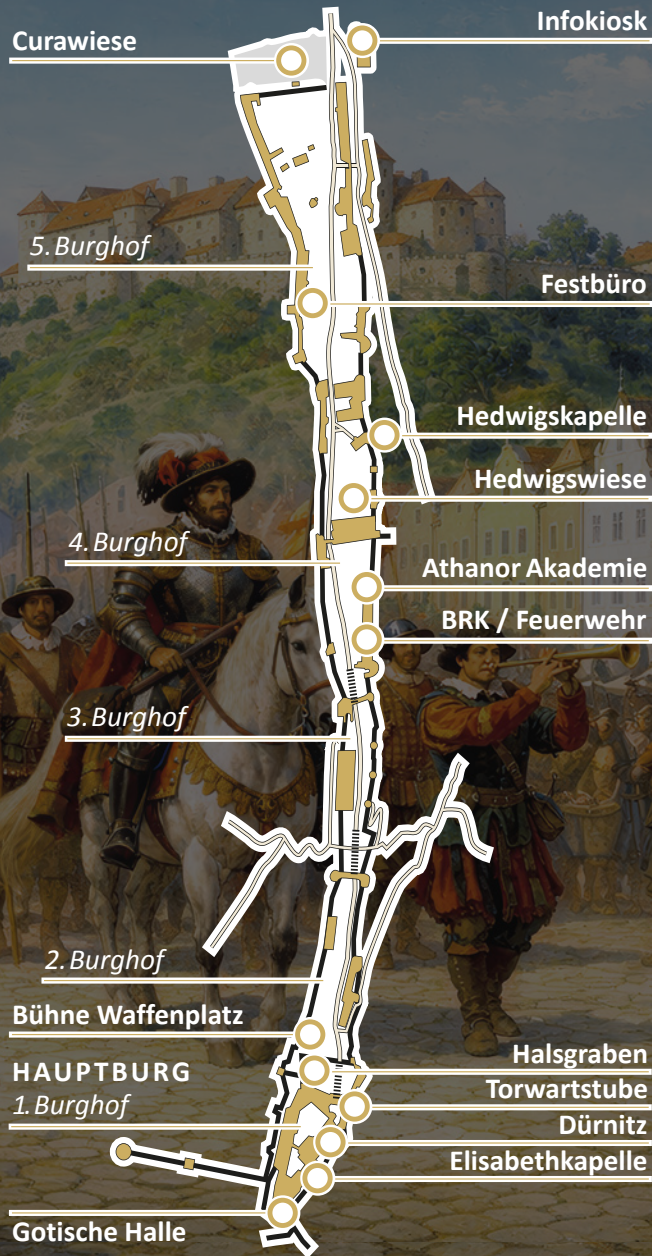 Infokiosk
Curawiese
5. Burghof
Festbüro
Hedwigskapelle
Hedwigswiese
4. Burghof
Athanor Akademie
BRK / Feuerwehr
3. Burghof
2. Burghof
Bühne Waffenplatz
Halsgraben
HAUPTBURG
Torwartstube
1. Burghof
Dürnitz
Elisabethkapelle
Gotische Halle